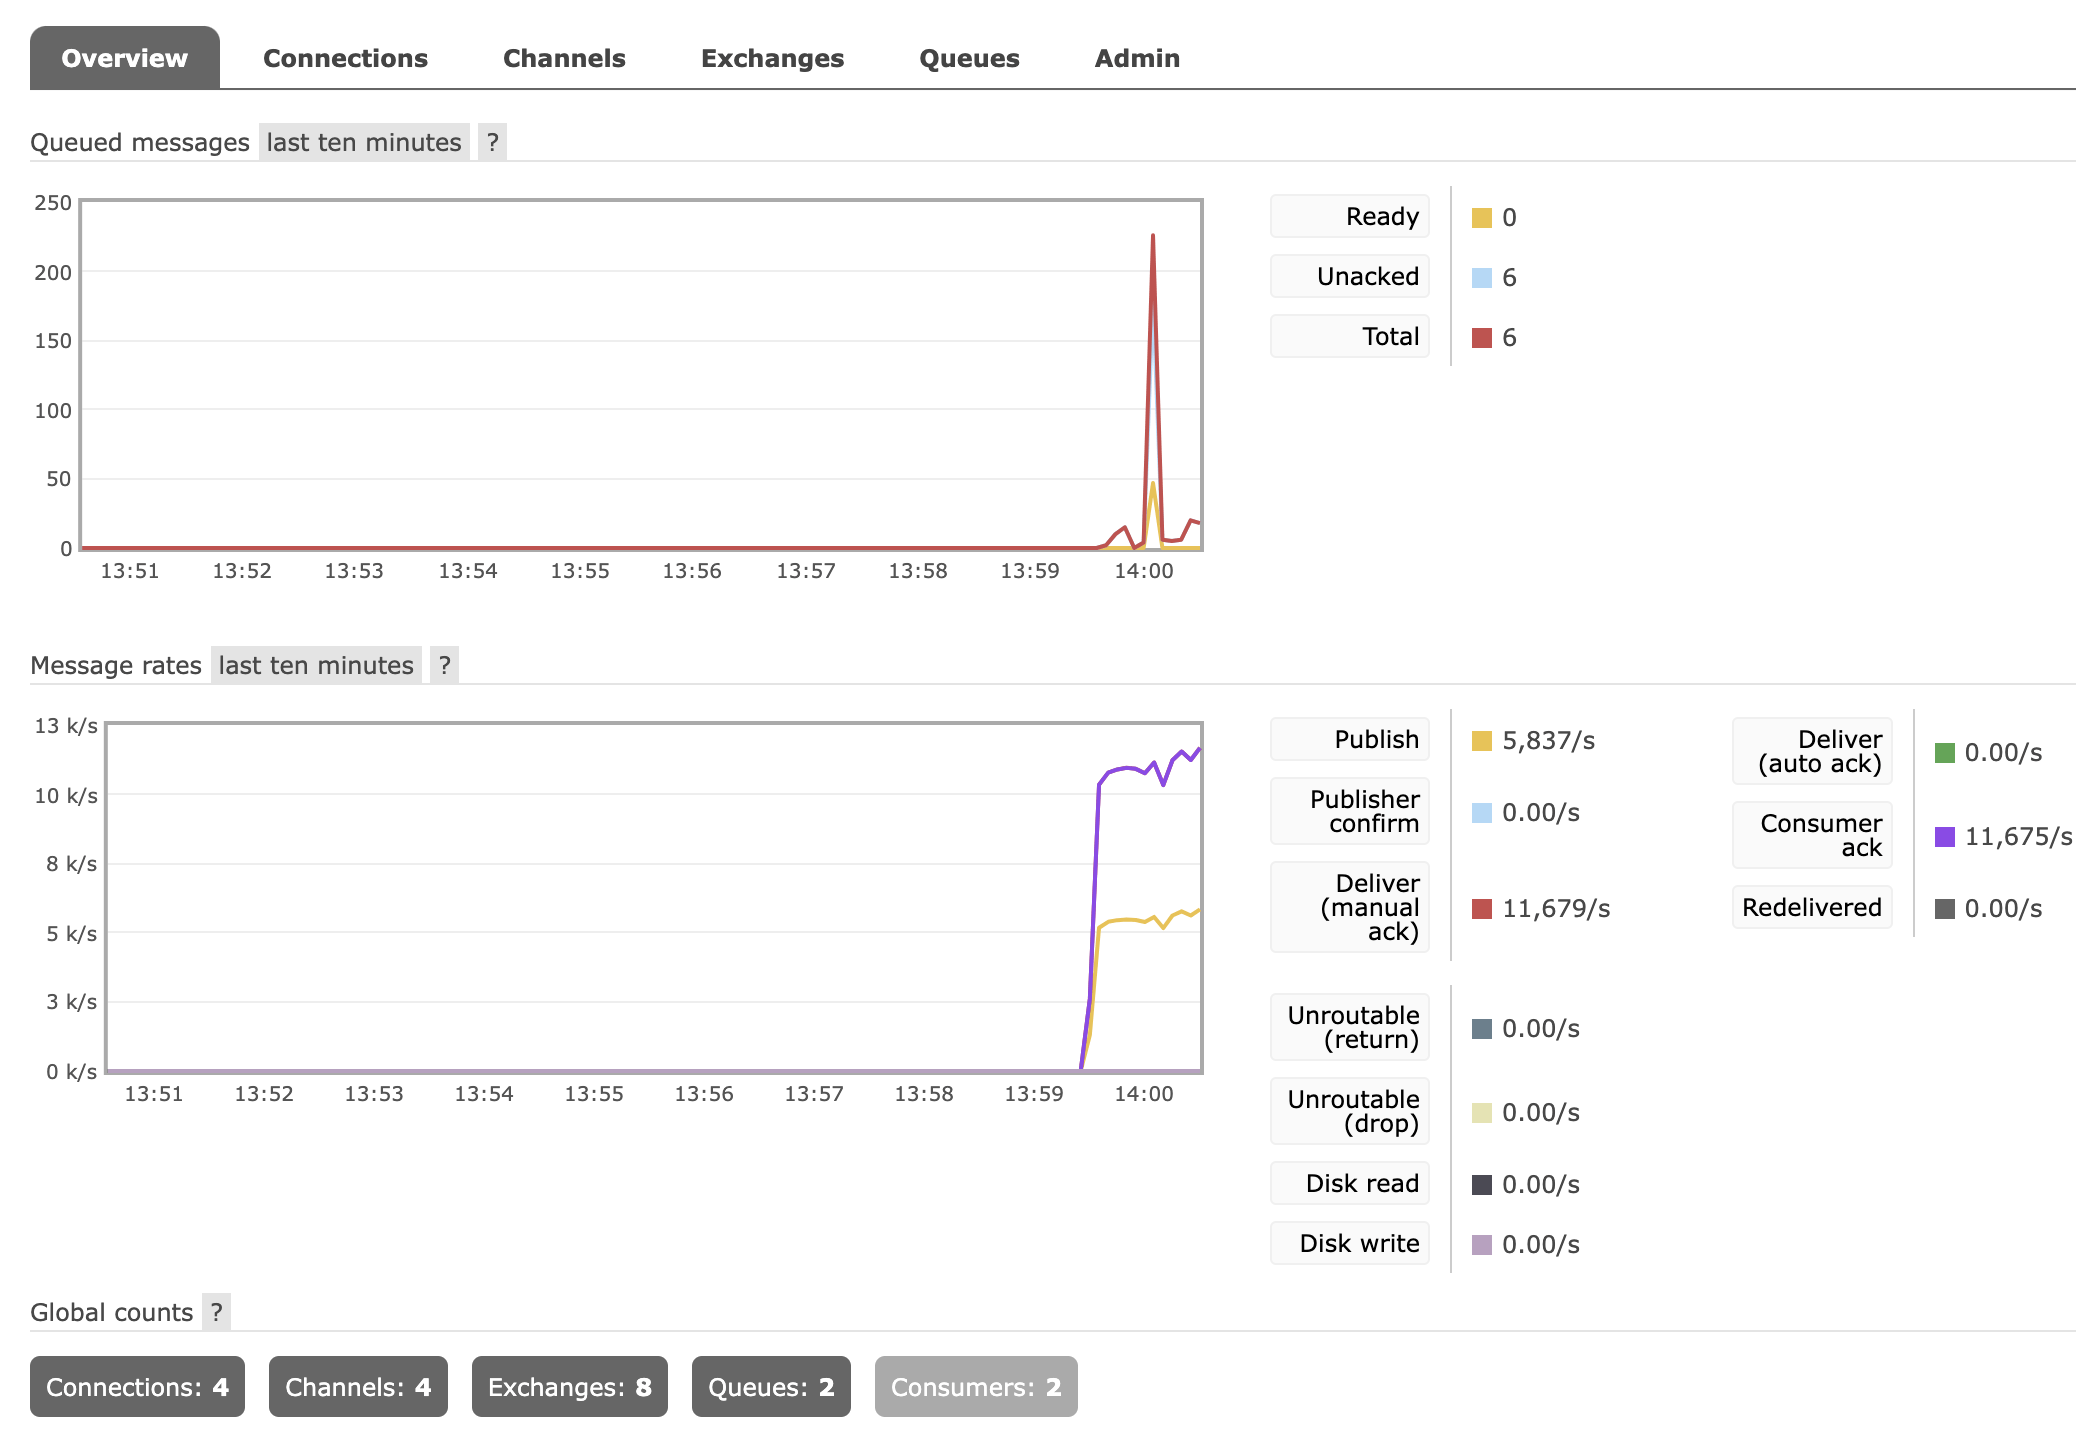 Overview Connections Channels Exchanges Queues Admin
Queued messages last ten minutes ?
250
200
150
100
50
0
13:51 13:52 13:53 13:54 13:55 13:56 13:57 13:58 13:59 14:00
Ready 0
Unacked 6
Total 6
Message rates last ten minutes ?
13 k/s
10 k/s
8 k/s
5 k/s
3 k/s
0 k/s
13:51 13:52 13:53 13:54 13:55 13:56 13:57 13:58 13:59 14:00
Publish 5,837/s
Publisher
confirm 0.00/s
Deliver
(manual 11,679/s
ack)
Deliver
(auto ack) 0.00/s
Consumer
ack 11,675/s
Redelivered 0.00/s
Unroutable
(return) 0.00/s
Unroutable
(drop) 0.00/s
Disk read 0.00/s
Disk write 0.00/s
Global counts ?
Connections: 4 Channels: 4 Exchanges: 8 Queues: 2 Consumers: 2